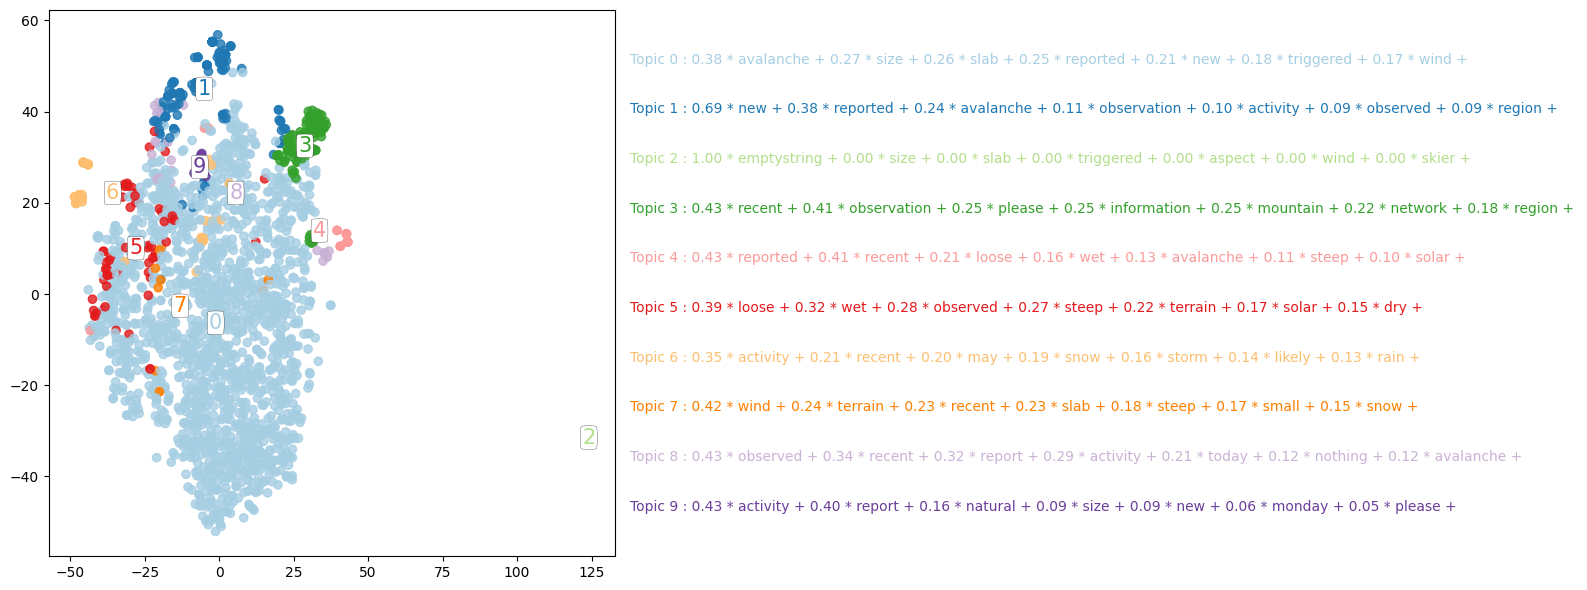 60
40
20
0
−20
−40
−50
−25
0
25
50
75
100
125
1
3
9
6
8
4
5
7
0
2
Topic 0 : 0.38 * avalanche + 0.27 * size + 0.26 * slab + 0.25 * reported + 0.21 * new + 0.18 * triggered + 0.17 * wind +
Topic 1 : 0.69 * new + 0.38 * reported + 0.24 * avalanche + 0.11 * observation + 0.10 * activity + 0.09 * observed + 0.09 * region +
Topic 2 : 1.00 * emptystring + 0.00 * size + 0.00 * slab + 0.00 * triggered + 0.00 * aspect + 0.00 * wind + 0.00 * skier +
Topic 3 : 0.43 * recent + 0.41 * observation + 0.25 * please + 0.25 * information + 0.25 * mountain + 0.22 * network + 0.18 * region +
Topic 4 : 0.43 * reported + 0.41 * recent + 0.21 * loose + 0.16 * wet + 0.13 * avalanche + 0.11 * steep + 0.10 * solar +
Topic 5 : 0.39 * loose + 0.32 * wet + 0.28 * observed + 0.27 * steep + 0.22 * terrain + 0.17 * solar + 0.15 * dry +
Topic 6 : 0.35 * activity + 0.21 * recent + 0.20 * may + 0.19 * snow + 0.16 * storm + 0.14 * likely + 0.13 * rain +
Topic 7 : 0.42 * wind + 0.24 * terrain + 0.23 * recent + 0.23 * slab + 0.18 * steep + 0.17 * small + 0.15 * snow +
Topic 8 : 0.43 * observed + 0.34 * recent + 0.32 * report + 0.29 * activity + 0.21 * today + 0.12 * nothing + 0.12 * avalanche +
Topic 9 : 0.43 * activity + 0.40 * report + 0.16 * natural + 0.09 * size + 0.09 * new + 0.06 * monday + 0.05 * please +